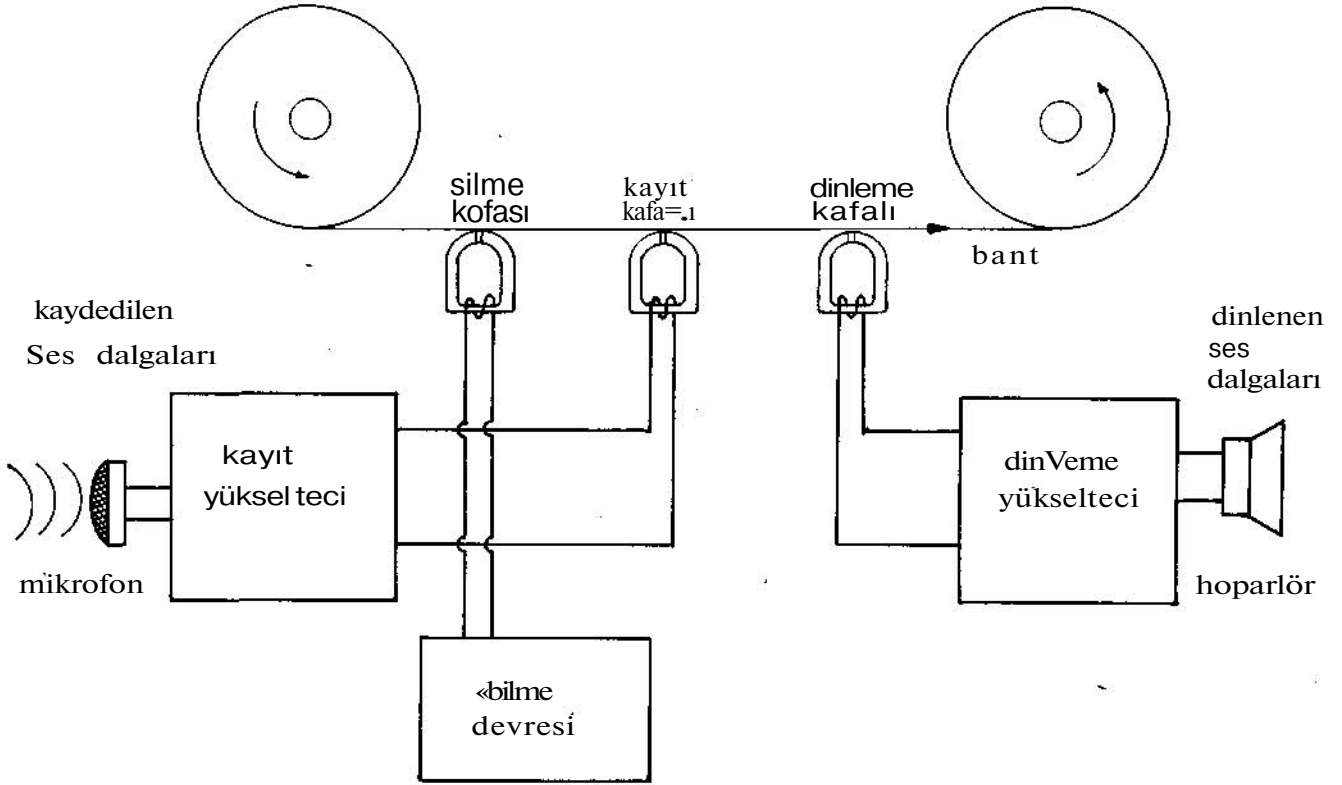 silme
kofası
kayıt
kafa=.ı
dinleme
kafalı
bant
kaydedilen
Ses dalgaları
dinlenen
ses
dalgaları
kayıt
yüksel teci
dinVeme
yükselteci
mikrofon
hoparlör
«bilme
devresí